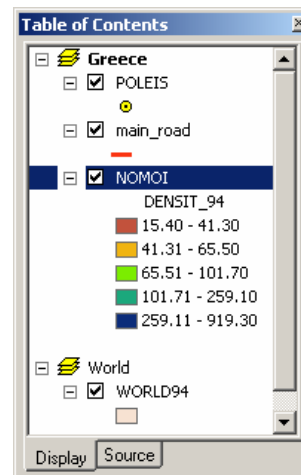 Table of Contents
Greece
POLEIS
main_road
NOMOI
DENSIT_94
15.40 - 41.30
41.31 - 65.50
65.51 - 101.70
101.71 - 259.10
259.11 - 919.30
World
WORLD94
Display Source